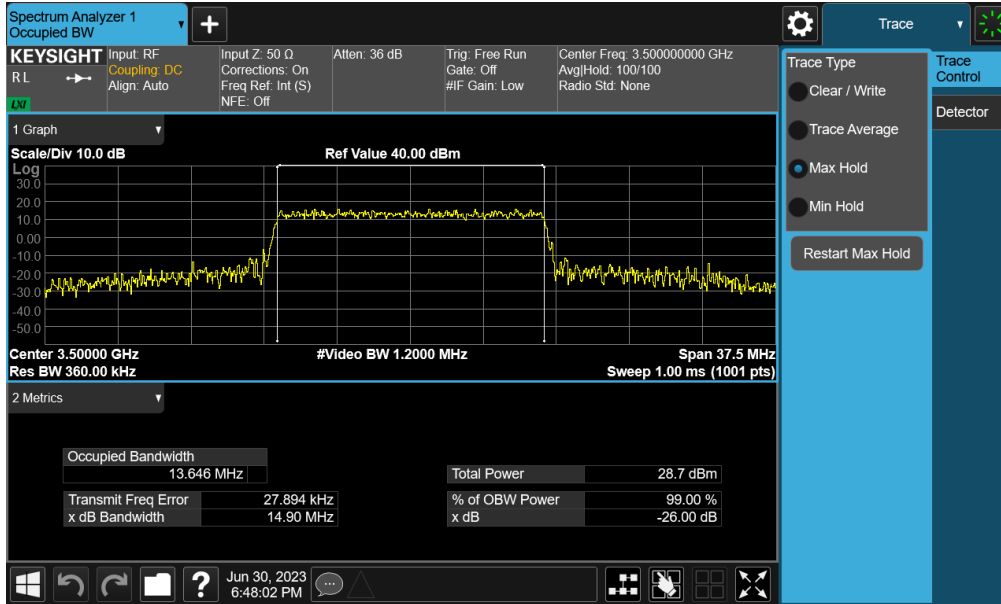 Spectrum Analyzer 1
Occupied BW
+
Trace
KEYSIGHT
RL
LXI
Input: RF
Coupling: DC
Align: Auto
Input Z: 50 Ω
Corrections: On
Freq Ref: Int (S)
NFE: Off
Atten: 36 dB
Trig: Free Run
Gate: Off
#IF Gain: Low
Center Freq: 3.500000000 GHz
Avg|Hold: 100/100
Radio Std: None
Trace Type
Clear / Write
Trace Average
Max Hold
Min Hold
Restart Max Hold
Trace
Control
Detector
1 Graph
Scale/Div 10.0 dB
Ref Value 40.00 dBm
Log
30.0
20.0
10.0
0.00
-10.0
-20.0
-30.0
-40.0
-50.0
Center 3.50000 GHz
#Video BW 1.2000 MHz
Span 37.5 MHz
Res BW 360.00 kHz
Sweep 1.00 ms (1001 pts)
2 Metrics
Occupied Bandwidth
13.646 MHz
Total Power 28.7 dBm
Transmit Freq Error 27.894 kHz
% of OBW Power 99.00 %
x dB Bandwidth 14.90 MHz
x dB -26.00 dB
?
Jun 30, 2023
6:48:02 PM